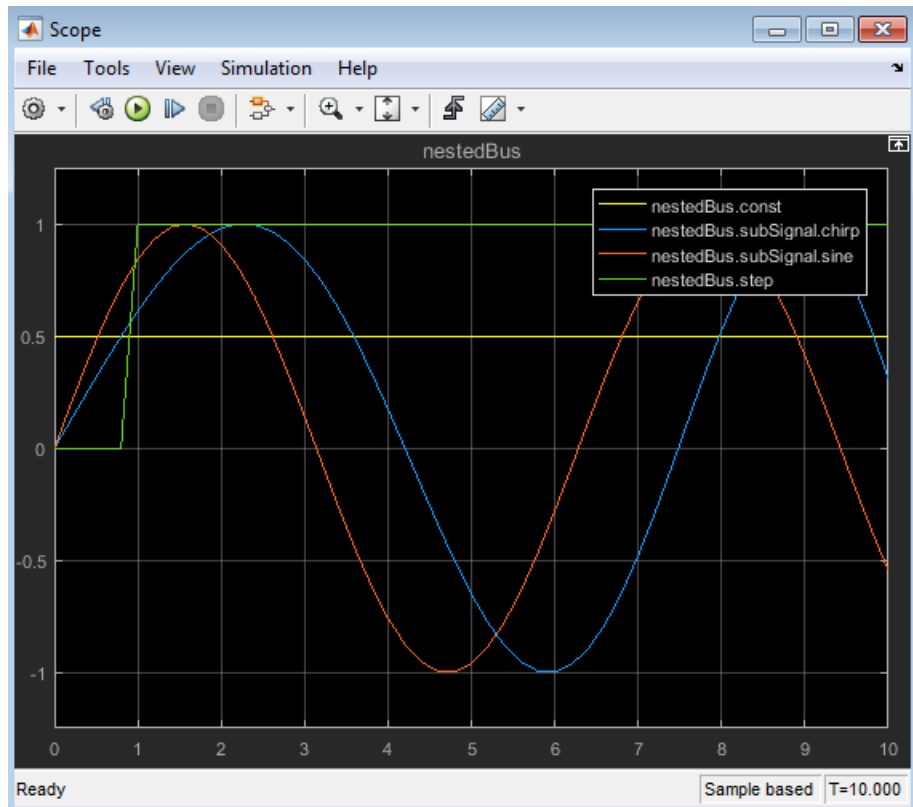 Scope
File Tools View Simulation Help
nestedBus
nestedBus.const
nestedBus.subSignal.chirp
nestedBus.subSignal.sine
nestedBus.step
1
0.5
0
-0.5
-1
0 1 2 3 4 5 6 7 8 9 10
Ready Sample based T=10.000